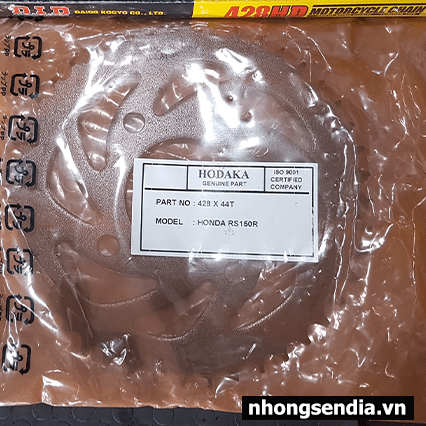 D.I.D
DAIDO KOGYO CO., LTD.
428HD MOTORCYCLE CHAIN
HODAKA
GENUINE PART
ISO 9001
CERTIFIED
COMPANY
PART NO : 428 X 44T
MODEL : HONDA RS150R
nhongsendia.vn